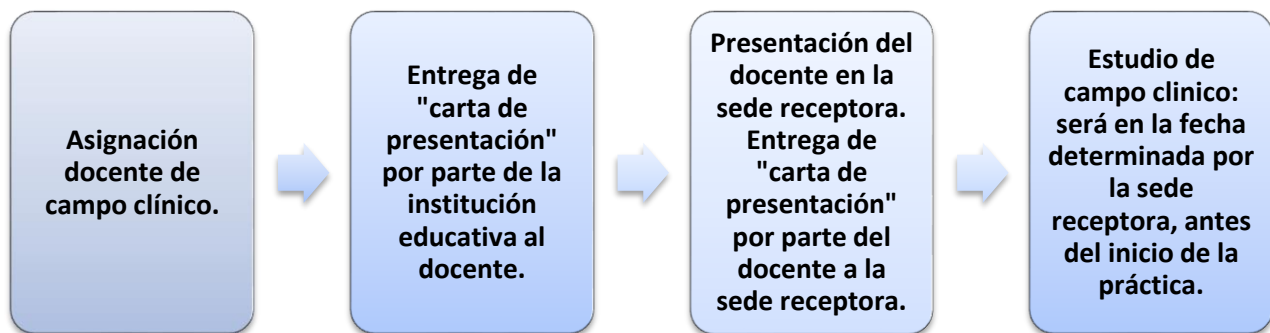 Asignación
docente de
campo clínico.
Entrega de
"carta de
presentación"
por parte de la
institución
educativa al
docente.
Presentación del
docente en la
sede receptora.
Entrega de
"carta de
presentación"
por parte del
docente a la
sede receptora.
Estudio de
campo clinico:
será en la fecha
determinada por
la sede
receptora, antes
del inicio de la
práctica.